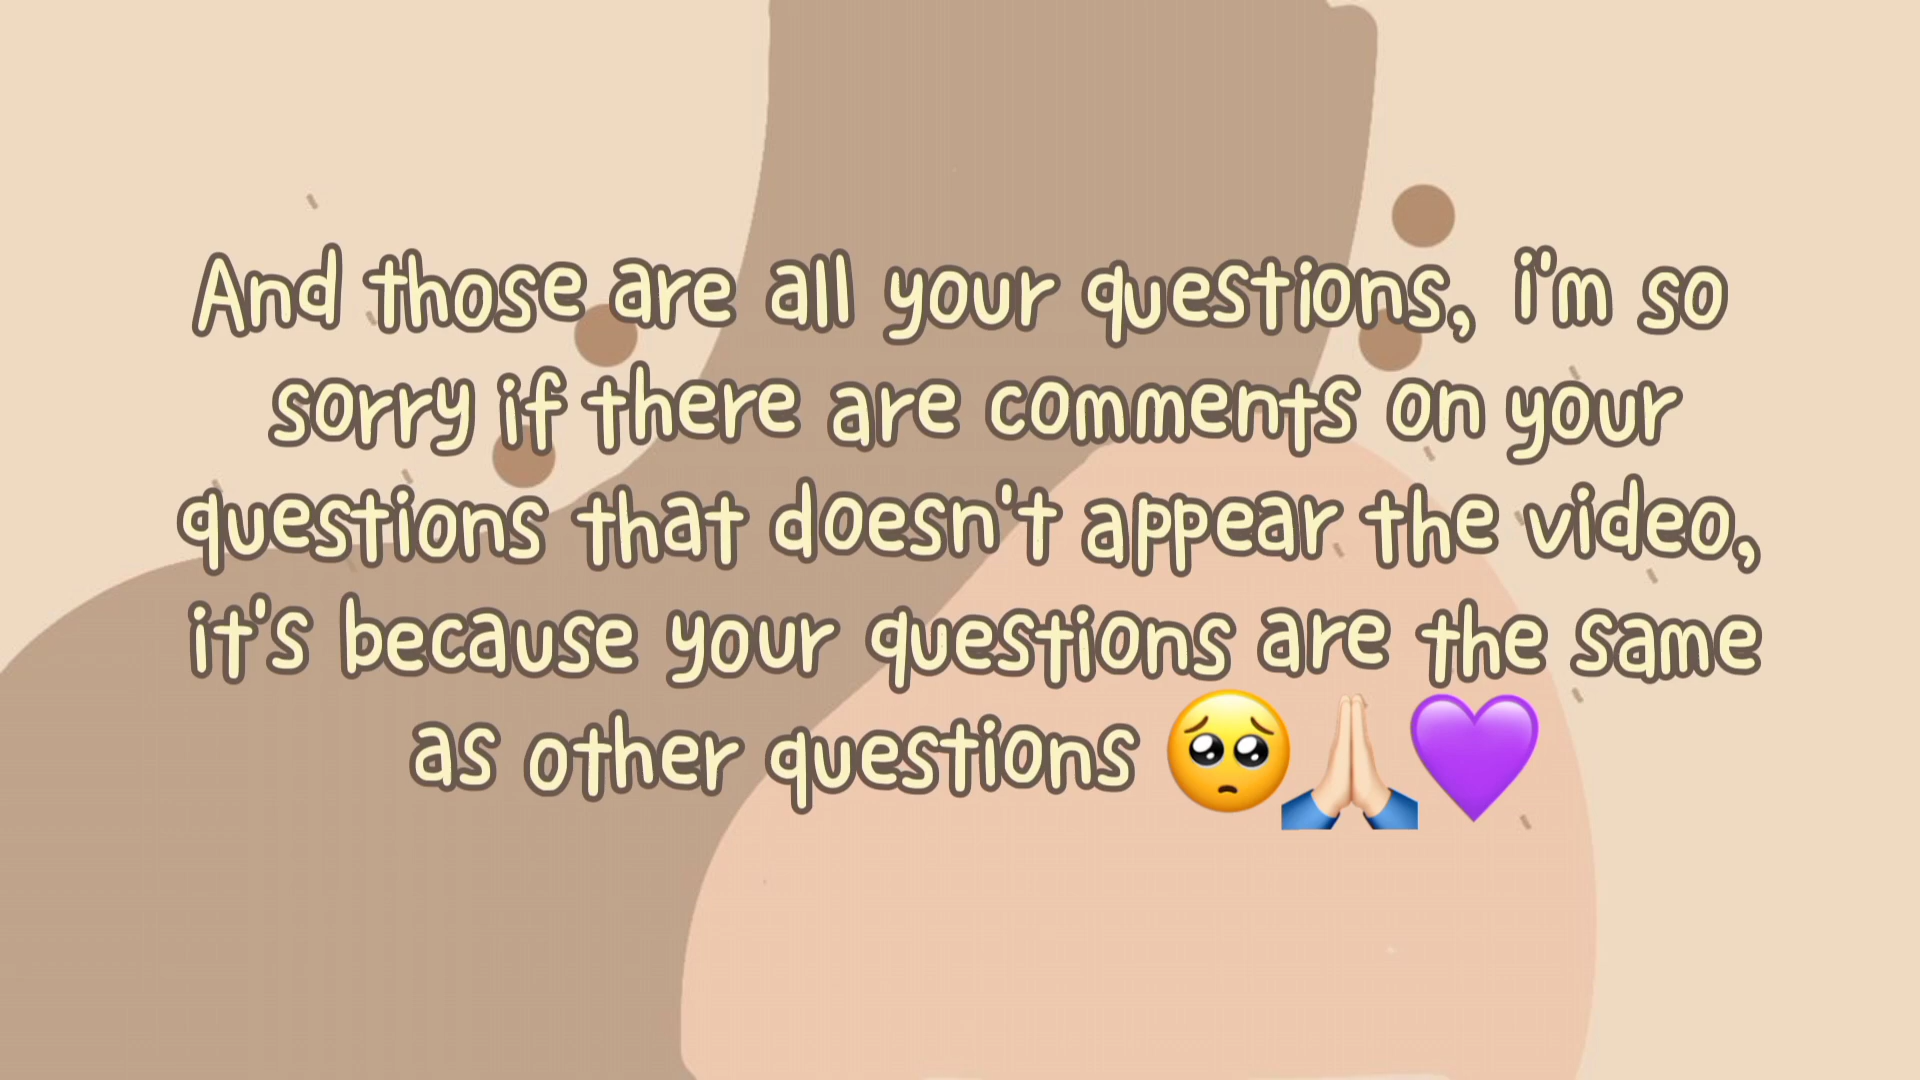 And those are all your questions, i'm so
sorry if there are comments on your
questions that doesn't appear the video,
it's because your questions are the same
as other questions 🥺🙏🏻💜